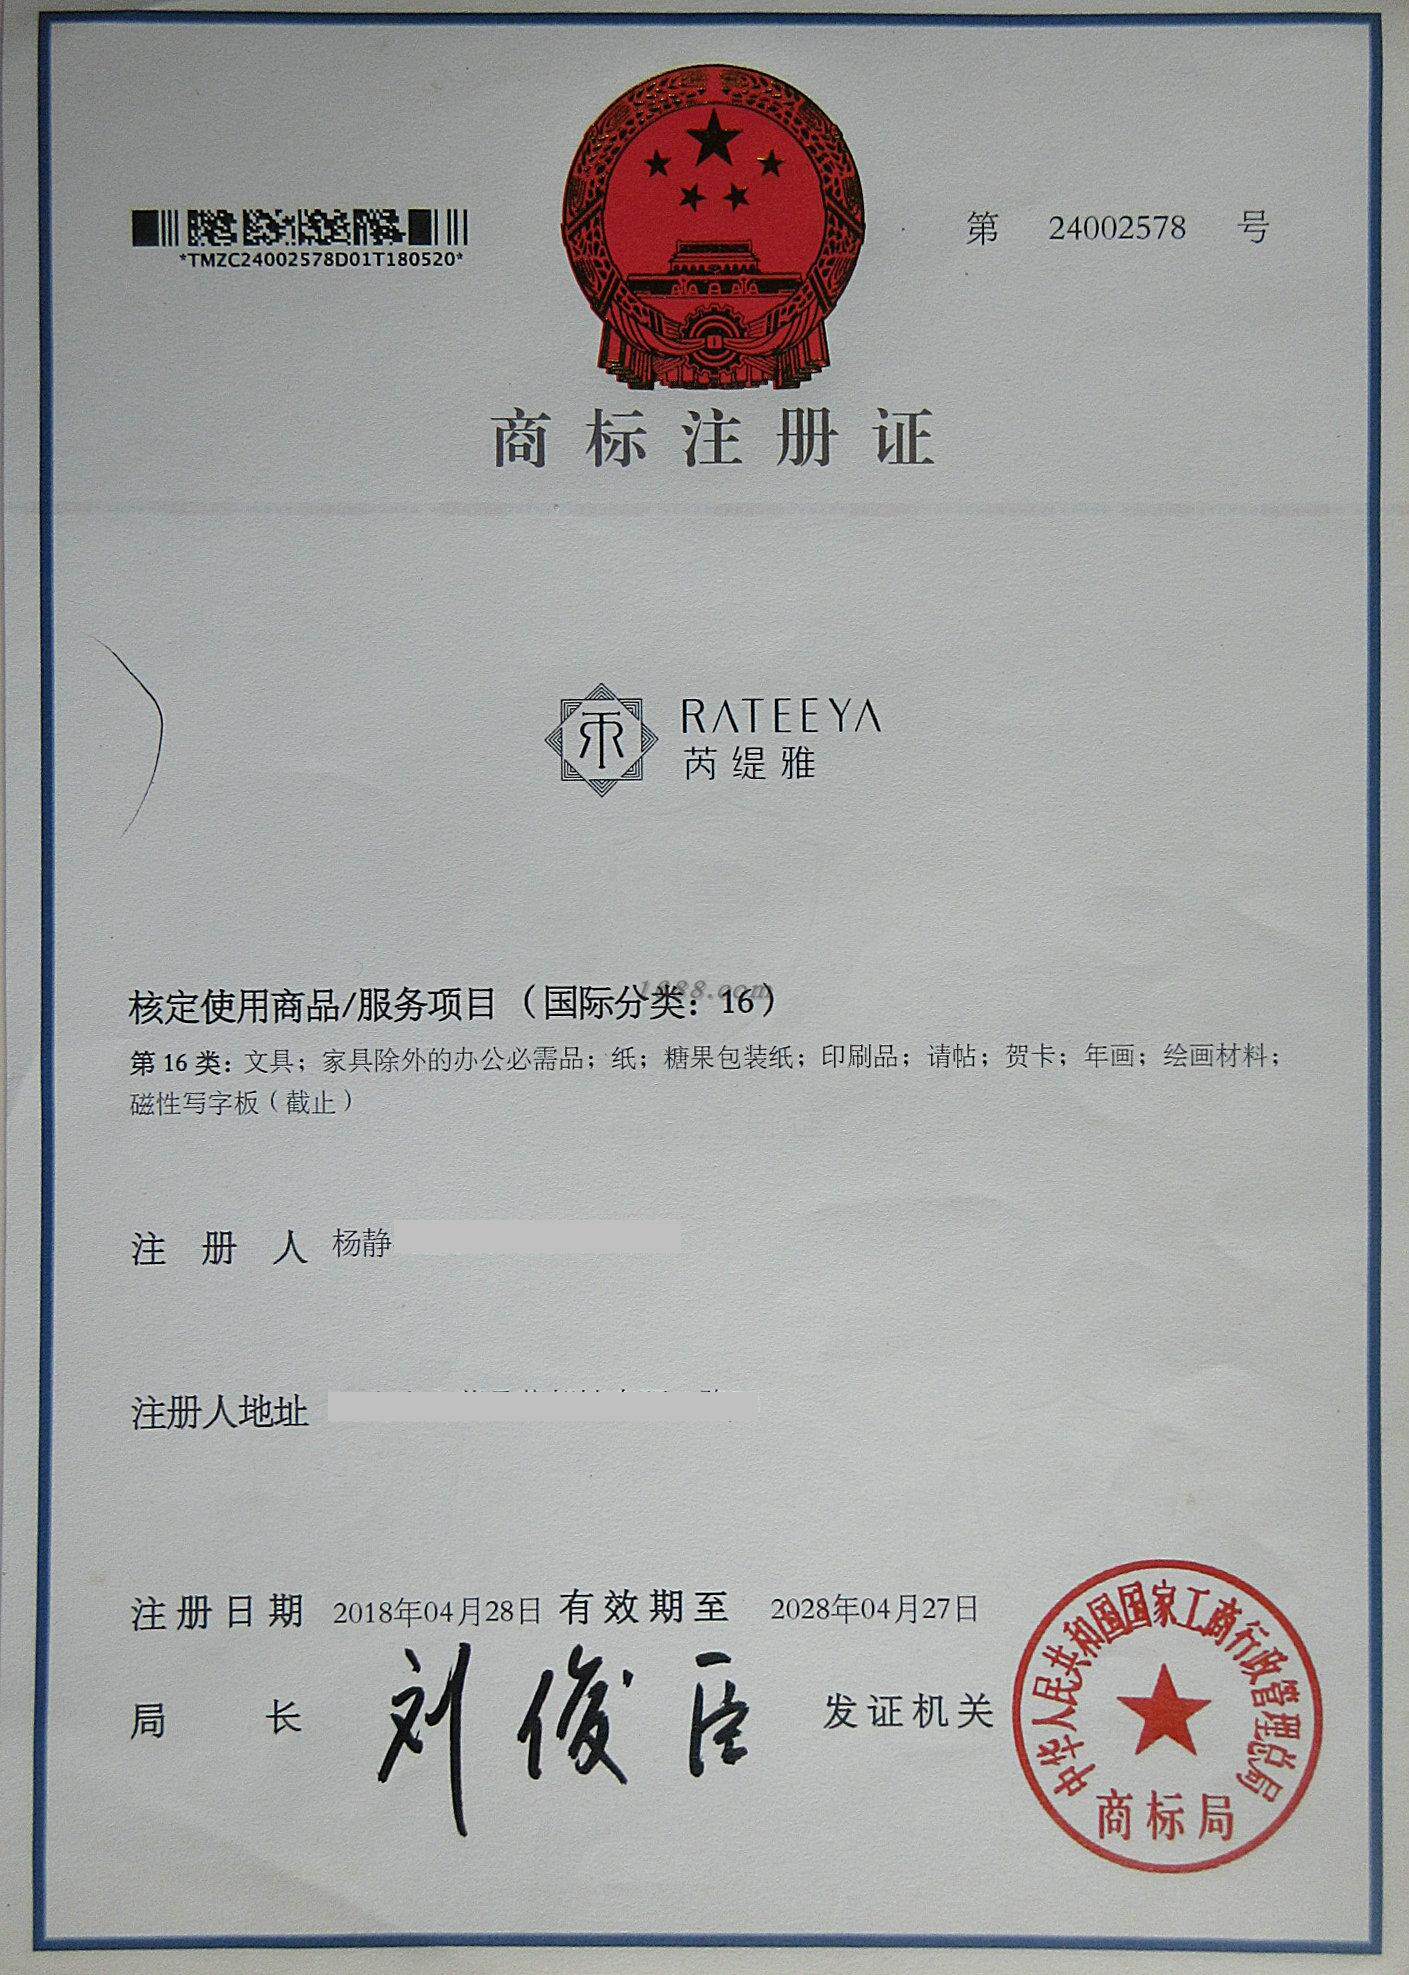 *TMZC24002578D01T180520*
第 24002578 号
商标注册证
RATEEYA
芮缇雅
1688.com
核定使用商品/服务项目（国际分类：16）
第 16 类：文具；家具除外的办公必需品；纸；糖果包装纸；印刷品；请帖；贺卡；年画；绘画材料；
磁性写字板（截止）
注册人 杨静
注册人地址
注册日期 2018年04月28日 有效期至 2028年04月27日
局长 刘俊臣 发证机关
中华人民共和国国家工商行政管理总局
商标局